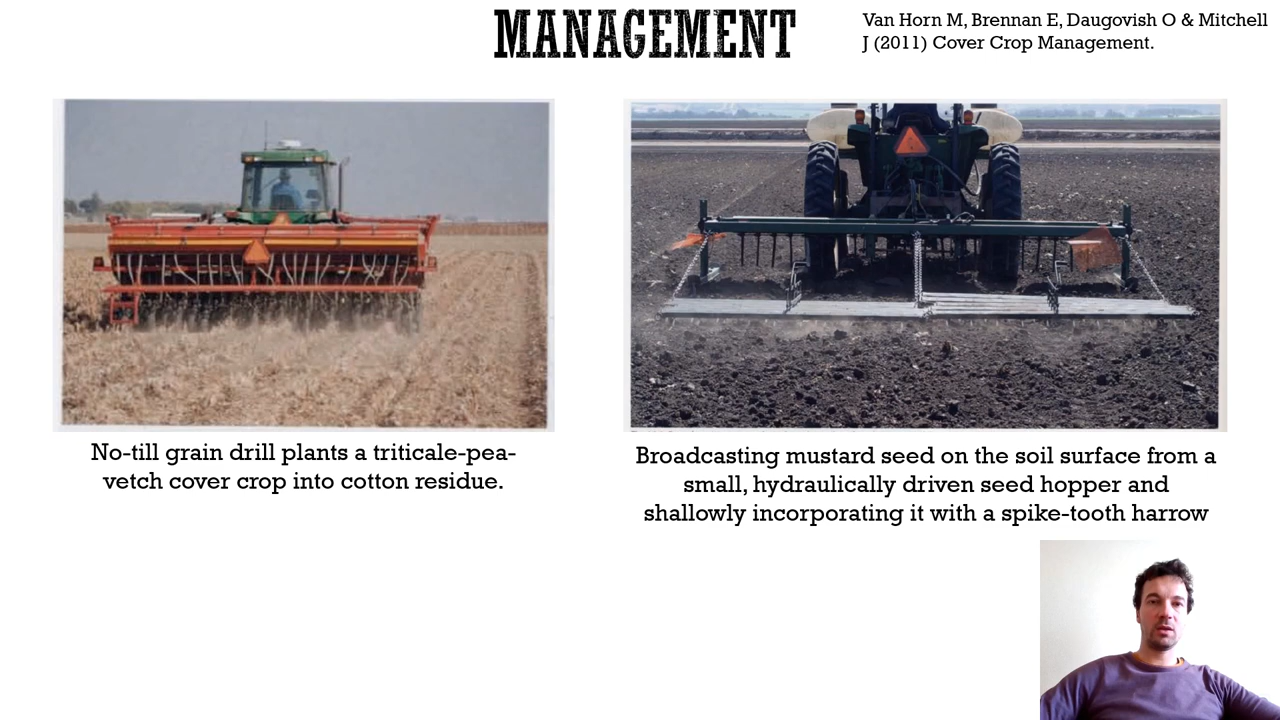 MANAGEMENT
Van Horn M, Brennan E, Daugovish O & Mitchell
J (2011) Cover Crop Management.
No-till grain drill plants a triticale-pea-
vetch cover crop into cotton residue.
Broadcasting mustard seed on the soil surface from a
small, hydraulically driven seed hopper and
shallowly incorporating it with a spike-tooth harrow